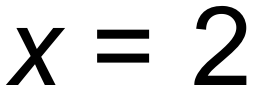 x = 2